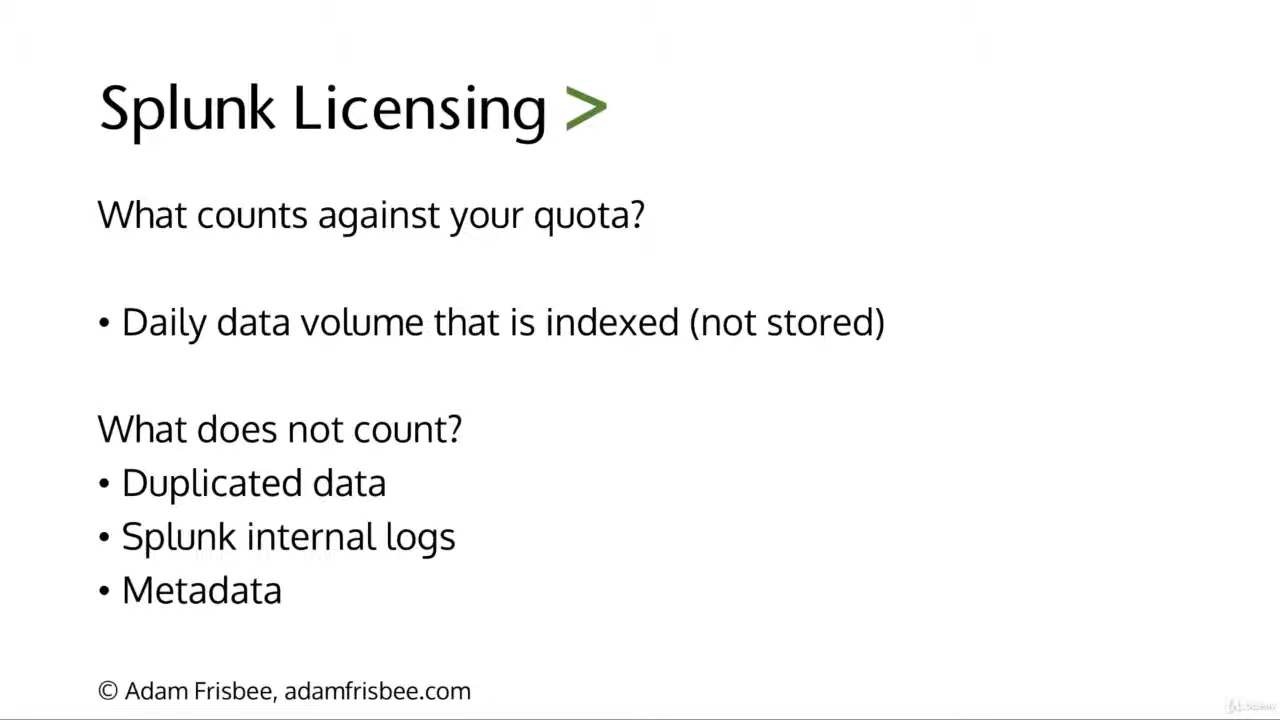 Splunk Licensing >
What counts against your quota?
• Daily data volume that is indexed (not stored)
What does not count?
• Duplicated data
• Splunk internal logs
• Metadata
© Adam Frisbee, adamfrisbee.com